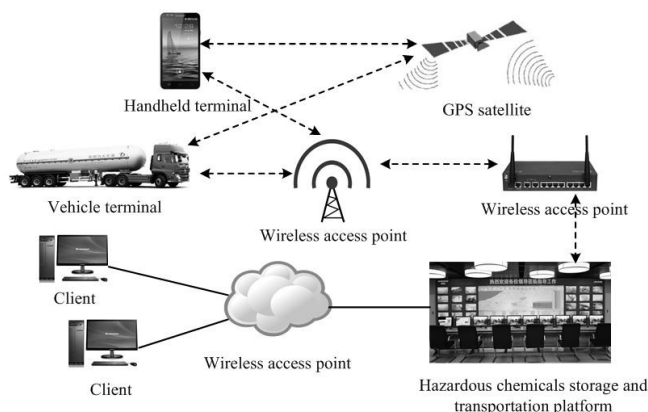 Handheld terminal
GPS satellite
Vehicle terminal
Wireless access point
Wireless access point
Client
Wireless access point
Client
Hazardous chemicals storage and
transportation platform